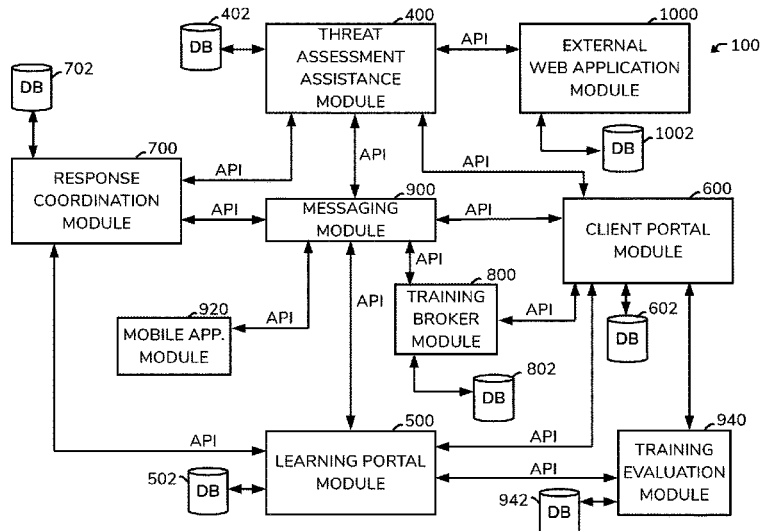 402
DB
400
THREAT
ASSESSMENT
ASSISTANCE
MODULE
API
1000
EXTERNAL
WEB APPLICATION
MODULE
100
702
DB
DB
1002
700
RESPONSE
COORDINATION
MODULE
API
API
API
900
MESSAGING
MODULE
API
API
600
CLIENT PORTAL
MODULE
920
MOBILE APP.
MODULE
API
API
800
TRAINING
BROKER
MODULE
API
DB
602
DB
802
API
500
LEARNING PORTAL
MODULE
API
API
940
TRAINING
EVALUATION
MODULE
502
DB
942
DB